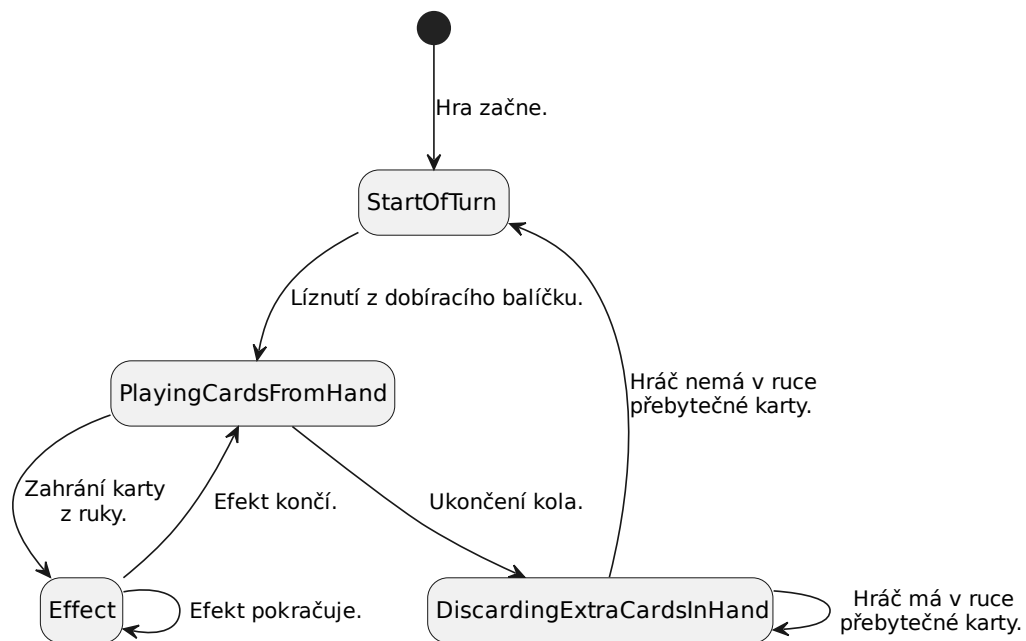 Hra začne.
StartOfTurn
Líznutí z dobíracího balíčku.
Hráč nemá v ruce
přebytečné karty.
PlayingCardsFromHand
Zahrání karty
z ruky.
Efekt končí.
Ukončení kola.
Effect
Efekt pokračuje.
DiscardingExtraCardsInHand
Hráč má v ruce
přebytečné karty.